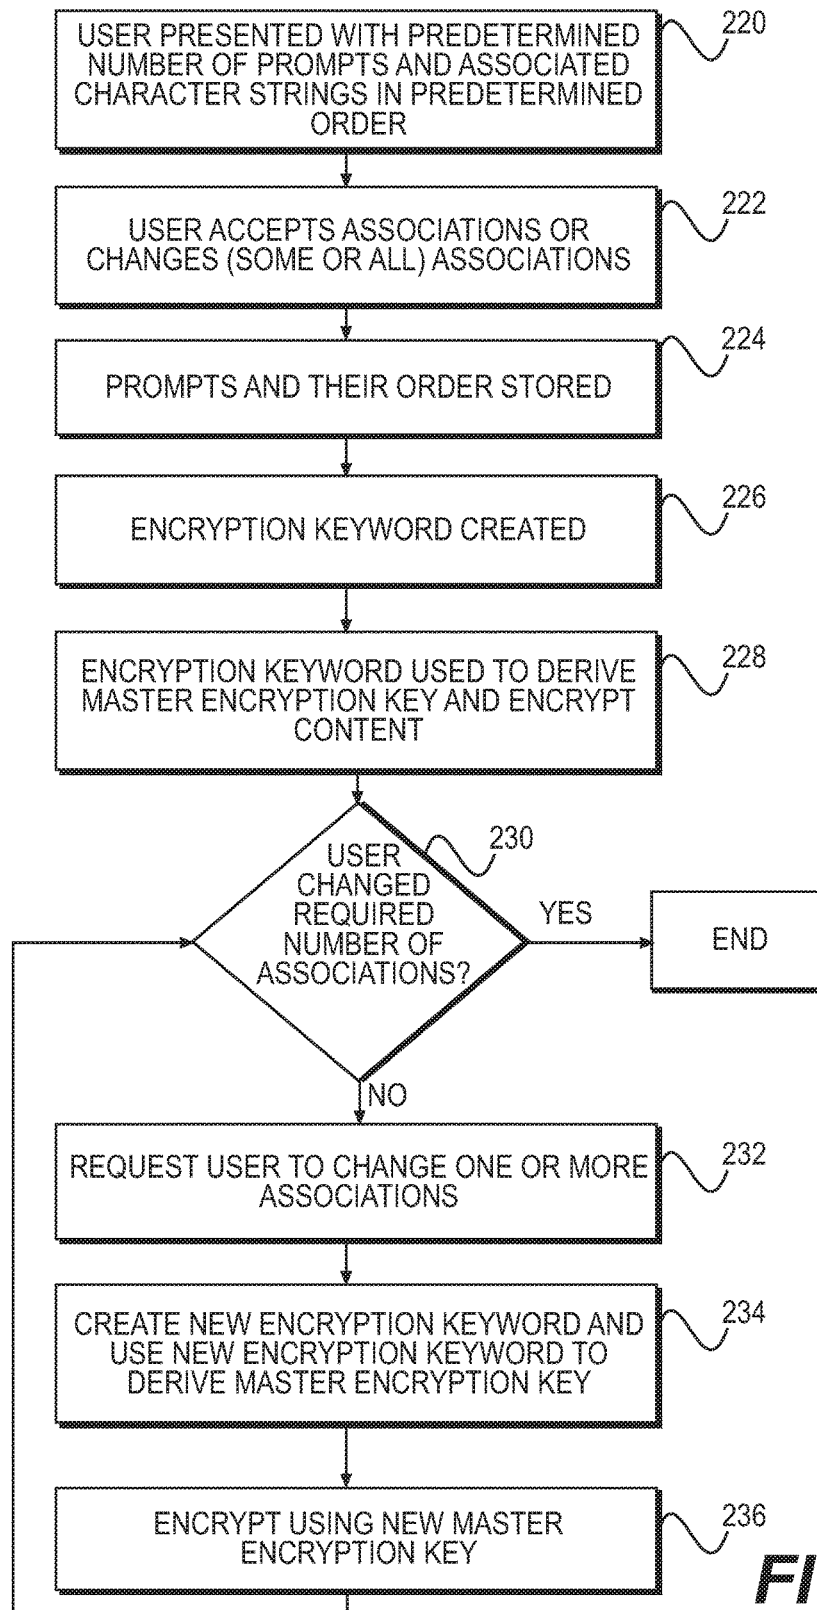 USER PRESENTED WITH PREDETERMINED
NUMBER OF PROMPTS AND ASSOCIATED
CHARACTER STRINGS IN PREDETERMINED
ORDER
220
USER ACCEPTS ASSOCIATIONS OR
CHANGES (SOME OR ALL) ASSOCIATIONS
222
PROMPTS AND THEIR ORDER STORED
224
ENCRYPTION KEYWORD CREATED
226
ENCRYPTION KEYWORD USED TO DERIVE
MASTER ENCRYPTION KEY AND ENCRYPT
CONTENT
228
USER
CHANGED
REQUIRED
NUMBER OF
ASSOCIATIONS?
230
YES
END
NO
REQUEST USER TO CHANGE ONE OR MORE
ASSOCIATIONS
232
CREATE NEW ENCRYPTION KEYWORD AND
USE NEW ENCRYPTION KEYWORD TO
DERIVE MASTER ENCRYPTION KEY
234
ENCRYPT USING NEW MASTER
ENCRYPTION KEY
236
FI